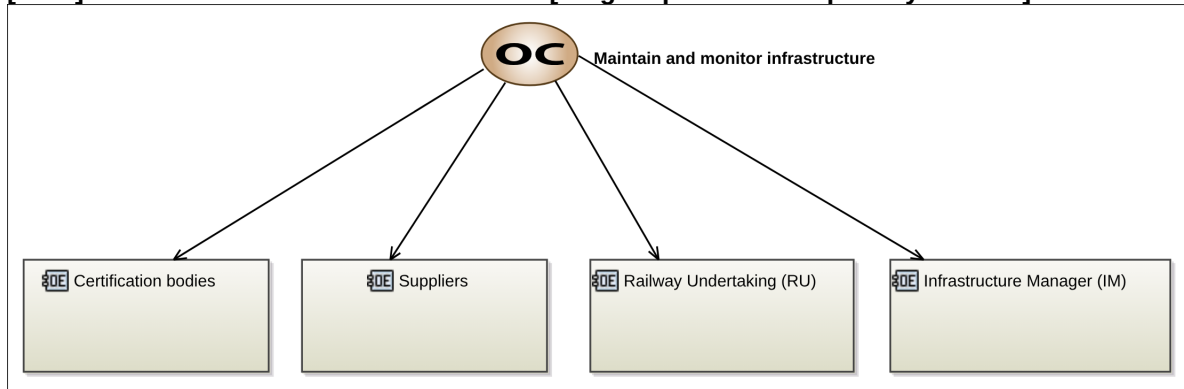 OC
Maintain and monitor infrastructure
OE Certification bodies
OE Suppliers
OE Railway Undertaking (RU)
OE Infrastructure Manager (IM)